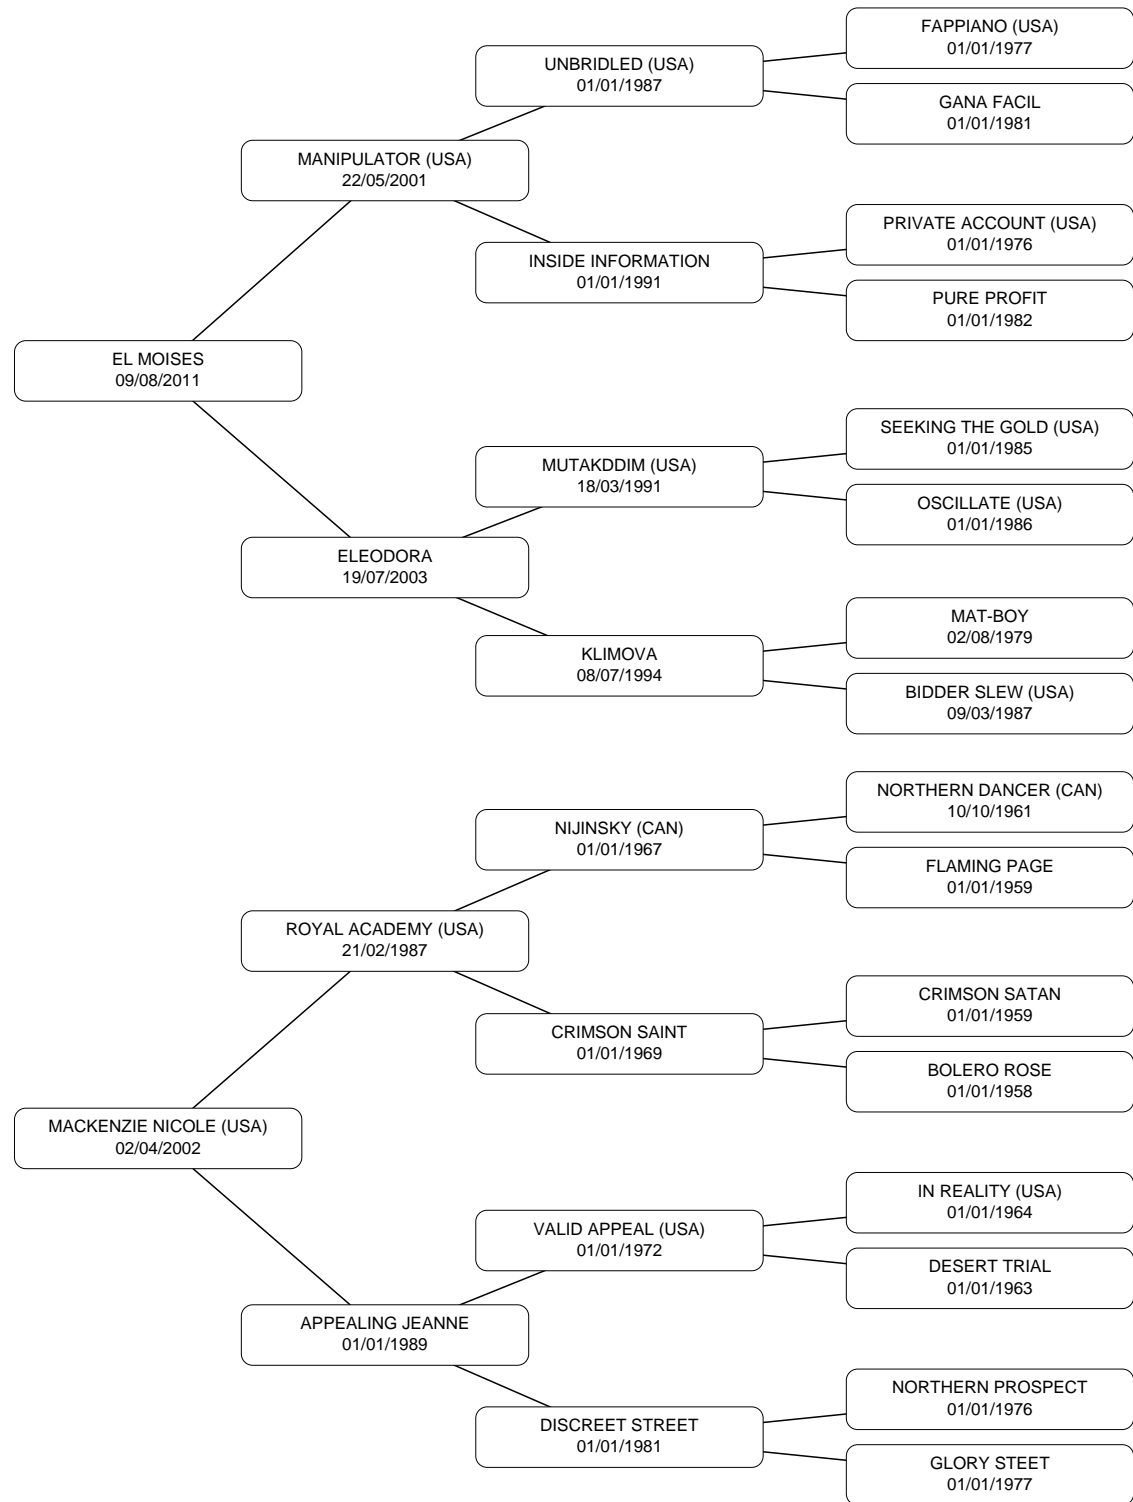 FAPPIANO (USA)
01/01/1977
UNBRIDLED (USA)
01/01/1987
GANA FACIL
01/01/1981
MANIPULATOR (USA)
22/05/2001
PRIVATE ACCOUNT (USA)
01/01/1976
INSIDE INFORMATION
01/01/1991
PURE PROFIT
01/01/1982
EL MOISES
09/08/2011
SEEKING THE GOLD (USA)
01/01/1985
MUTAKDDIM (USA)
18/03/1991
OSCILLATE (USA)
01/01/1986
ELEODORA
19/07/2003
MAT-BOY
02/08/1979
KLIMOVA
08/07/1994
BIDDER SLEW (USA)
09/03/1987
NORTHERN DANCER (CAN)
10/10/1961
NIJINSKY (CAN)
01/01/1967
FLAMING PAGE
01/01/1959
ROYAL ACADEMY (USA)
21/02/1987
CRIMSON SATAN
01/01/1959
CRIMSON SAINT
01/01/1969
BOLERO ROSE
01/01/1958
MACKENZIE NICOLE (USA)
02/04/2002
IN REALITY (USA)
01/01/1964
VALID APPEAL (USA)
01/01/1972
DESERT TRIAL
01/01/1963
APPEALING JEANNE
01/01/1989
NORTHERN PROSPECT
01/01/1976
DISCREET STREET
01/01/1981
GLORY STEET
01/01/1977